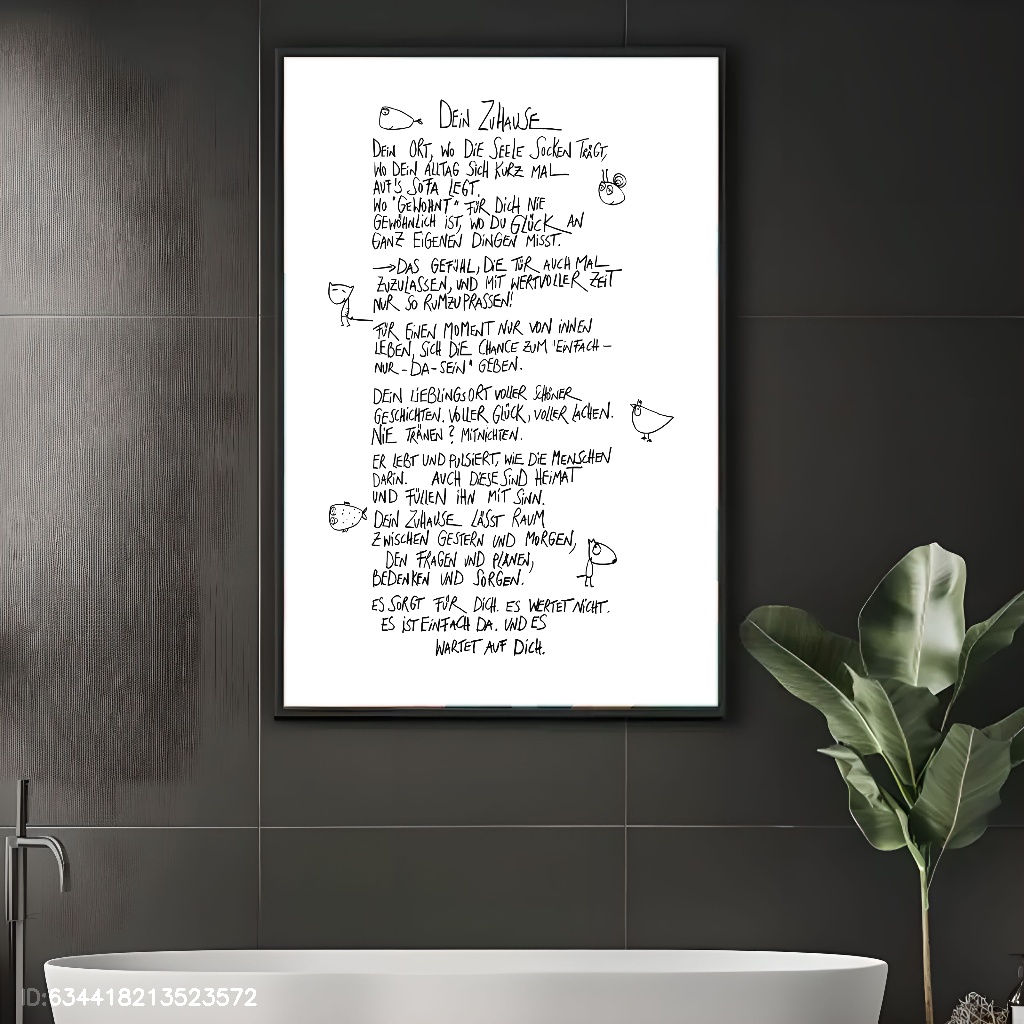 DEIN ZUHAUSE
DEIN ORT, WO DIE SEELE SOCKEN TRÄGT,
WO DEIN ALLTAG SICH KURZ MAL
AUF'S SOFA LEGT.
WO "GEWOHNT" FÜR DICH NIE
GEWÖHNLICH IST, WO DU GLÜCK AN
GANZ EIGENEN DINGEN MISST.
→DAS GEFÜHL, DIE TÜR AUCH MAL
ZUZULASSEN, UND MIT WERTVOLLER ZEIT
NUR SO RUMZUPRASSEN!
FÜR EINEN MOMENT NUR VON INNEN
LEBEN, SICH DIE CHANCE ZUM "EINFACH-
NUR-DA-SEIN" GEBEN.
DEIN LIEBLINGSORT VOLLER SCHÖNER
GESCHICHTEN. VOLLER GLÜCK, VOLLER LACHEN.
NIE TRÄNEN? MITNICHTEN.
ER LEBT UND PULSIERT, WIE DIE MENSCHEN
DARIN. AUCH DIESE SIND HEIMAT
UND FÜLLEN IHN MIT SINN.
DEIN ZUHAUSE LÄSST RAUM
ZWISCHEN GESTERN UND MORGEN,
DEN FRAGEN UND PLÄNEN,
BEDENKEN UND SORGEN.
ES SORGT FÜR DICH. ES WERTET NICHT.
ES IST EINFACH DA. UND ES
WARTET AUF DICH.
ID:634418213523572